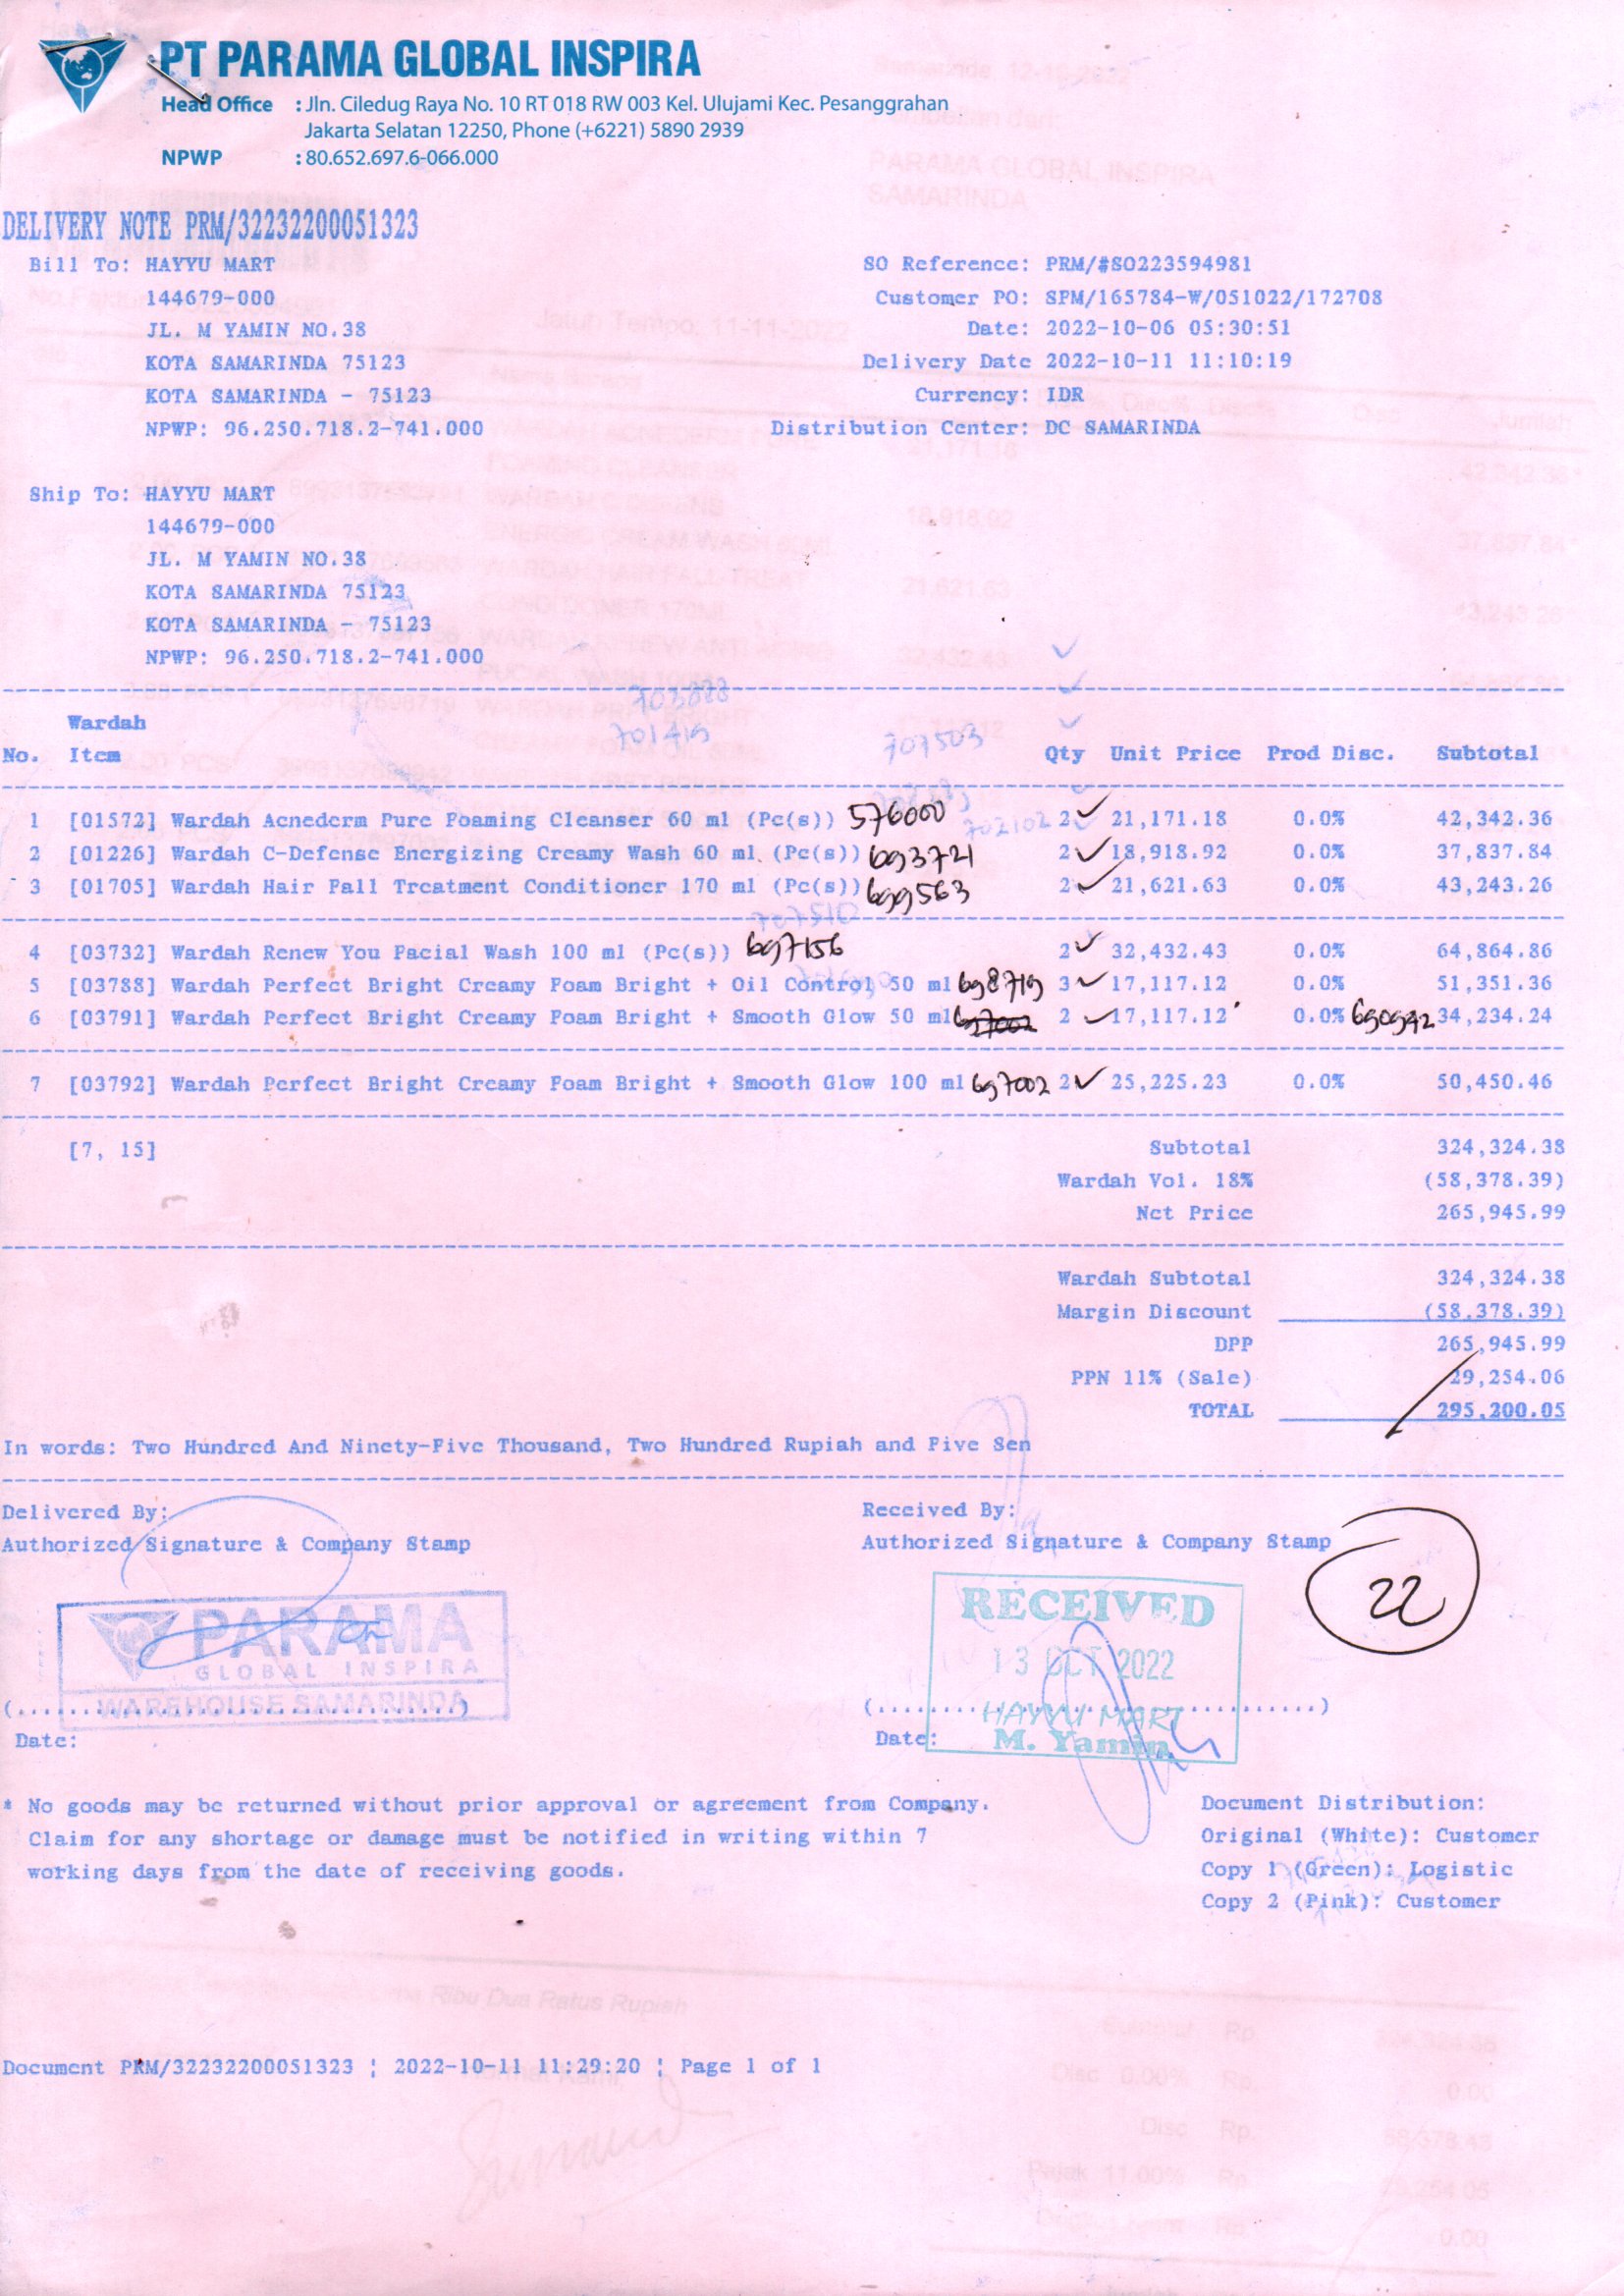 PT PARAMA GLOBAL INSPIRA
Head Office : Jln. Ciledug Raya No. 10 RT 018 RW 003 Kel. Ulujami Kec. Pesanggrahan
Jakarta Selatan 12250, Phone (+6221) 5890 2939
NPWP : 80.652.697.6-066.000
DELIVERY NOTE PRM/32232200051323
Bill To: HAYYU MART
144679-000
JL. M YAMIN NO.38
KOTA SAMARINDA 75123
KOTA SAMARINDA - 75123
NPWP: 96.250.718.2-741.000
SO Reference: PRM/#SO223594981
Customer PO: SPM/165784-W/051022/172708
Date: 2022-10-06 05:30:51
Delivery Date 2022-10-11 11:10:19
Currency: IDR
Distribution Center: DC SAMARINDA
Ship To: HAYYU MART
144679-000
JL. M YAMIN NO.38
KOTA SAMARINDA 75123
KOTA SAMARINDA - 75123
NPWP: 96.250.718.2-741.000
Wardah
No. Item Qty Unit Price Prod Disc. Subtotal
701419 707503
1 [01572] Wardah Acnederm Pure Foaming Cleanser 60 ml (Pc(s)) 576000 2 21,171.18 0.0% 42,342.36
702102
2 [01226] Wardah C-Defense Energizing Creamy Wash 60 ml (Pc(s)) 693721 2 18,918.92 0.0% 37,837.84
3 [01705] Wardah Hair Fall Treatment Conditioner 170 ml (Pc(s)) 699563 2 21,621.63 0.0% 43,243.26
4 [03732] Wardah Renew You Facial Wash 100 ml (Pc(s)) 697156 2 32,432.43 0.0% 64,864.86
5 [03788] Wardah Perfect Bright Creamy Foam Bright + Oil Control 50 ml 698719 3 17,117.12 0.0% 51,351.36
6 [03791] Wardah Perfect Bright Creamy Foam Bright + Smooth Glow 50 ml 697002 2 17,117.12 0.0% 690942 34,234.24
7 [03792] Wardah Perfect Bright Creamy Foam Bright + Smooth Glow 100 ml 697002 2 25,225.23 0.0% 50,450.46
[7, 15]
Subtotal 324,324.38
Wardah Vol. 18% (58,378.39)
Net Price 265,945.99
Wardah Subtotal 324,324.38
Margin Discount (58,378.39)
DPP 265,945.99
PPN 11% (Sale) 29,254.06
TOTAL 295,200.05
In words: Two Hundred And Ninety-Five Thousand, Two Hundred Rupiah and Five Sen
Delivered By:
Authorized Signature & Company Stamp
PARAMA
GLOBAL INSPIRA
WAREHOUSE SAMARINDA
(...................................)
Date:
Received By:
Authorized Signature & Company Stamp
22
RECEIVED
13 OCT 2022
HAYYU MART
M. Yamin
(...................................)
Date:
* No goods may be returned without prior approval or agreement from Company.
Claim for any shortage or damage must be notified in writing within 7
working days from the date of receiving goods.
Document Distribution:
Original (White): Customer
Copy 1 (Green): Logistic
Copy 2 (Pink): Customer
Document PRM/32232200051323 ¦ 2022-10-11 11:29:20 ¦ Page 1 of 1